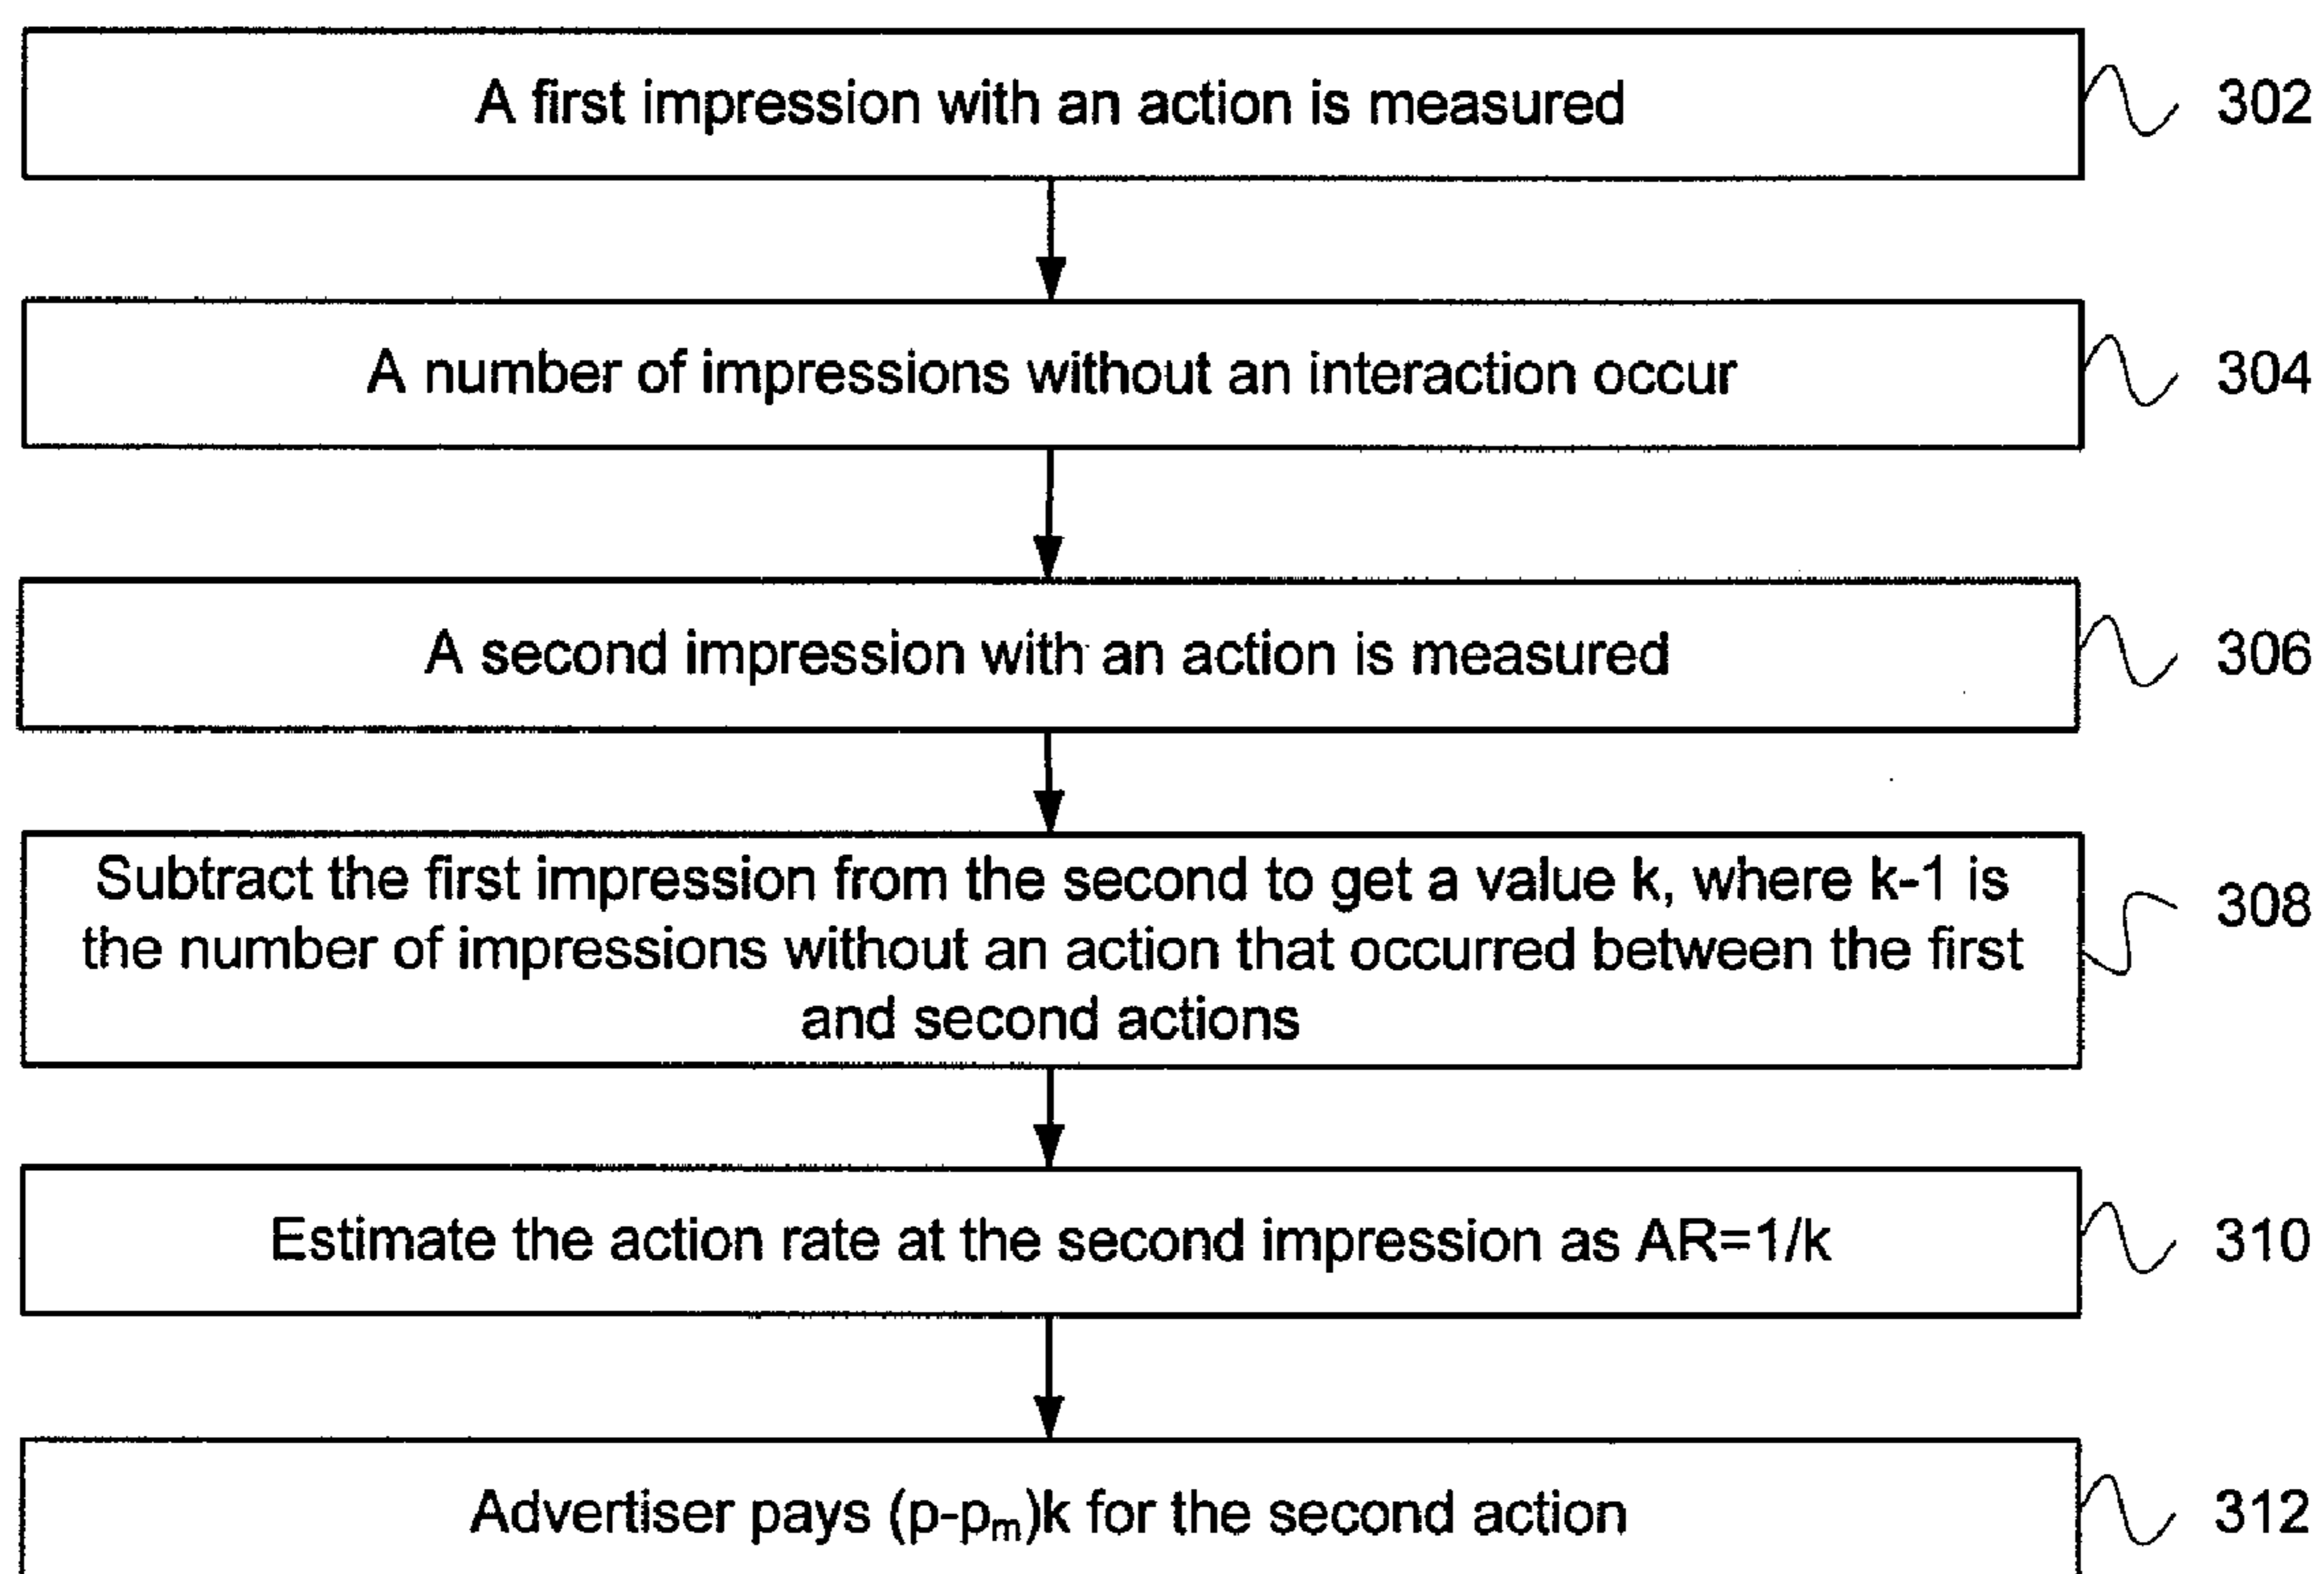 A first impression with an action is measured
302
A number of impressions without an interaction occur
304
A second impression with an action is measured
306
Subtract the first impression from the second to get a value k, where k-1 is
the number of impressions without an action that occurred between the first
and second actions
308
Estimate the action rate at the second impression as AR=1/k
310
Advertiser pays (p-pm)k for the second action
312